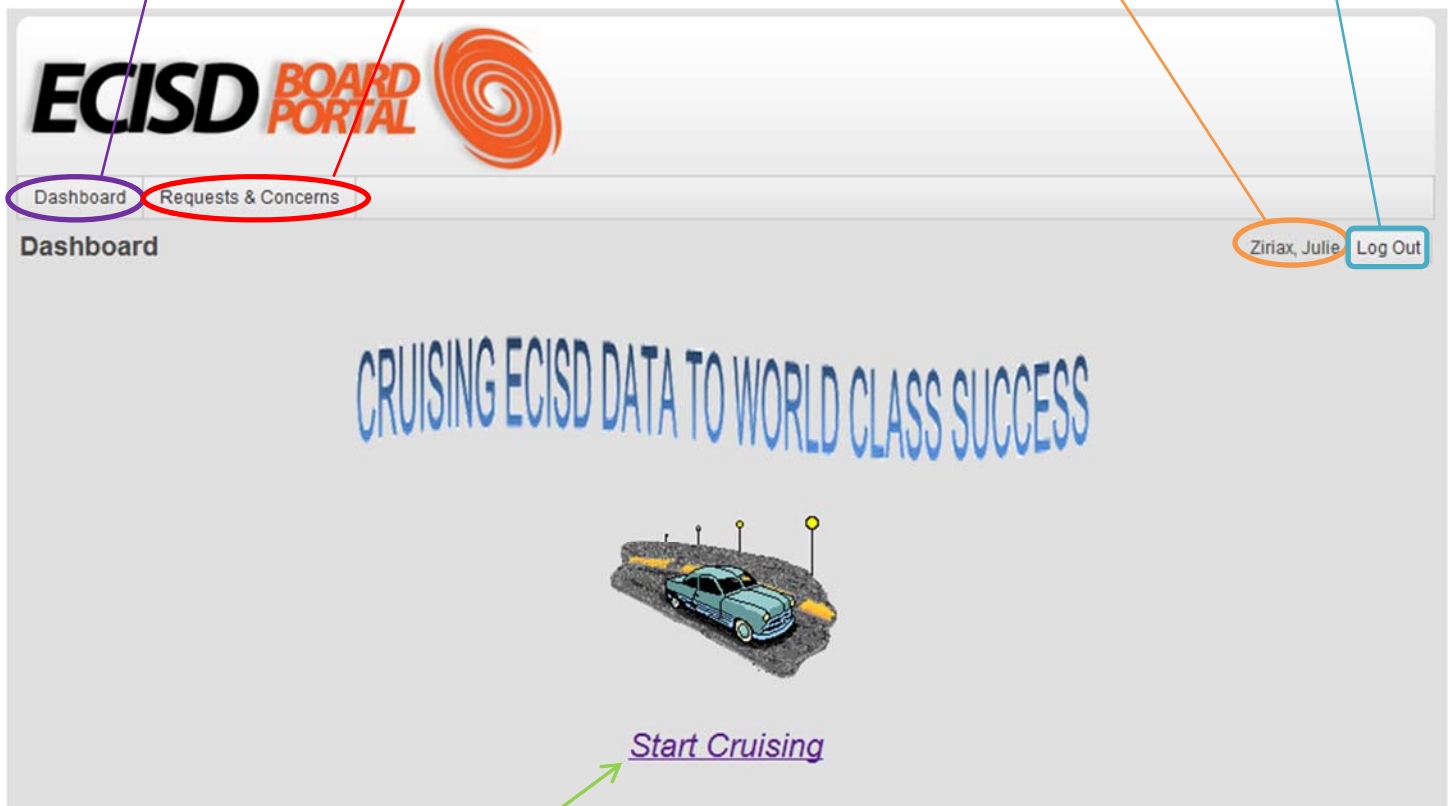 ECISD BOARD PORTAL
Dashboard Requests & Concerns
Dashboard
Ziriax, Julie Log Out
CRUISING ECISD DATA TO WORLD CLASS SUCCESS
Start Cruising